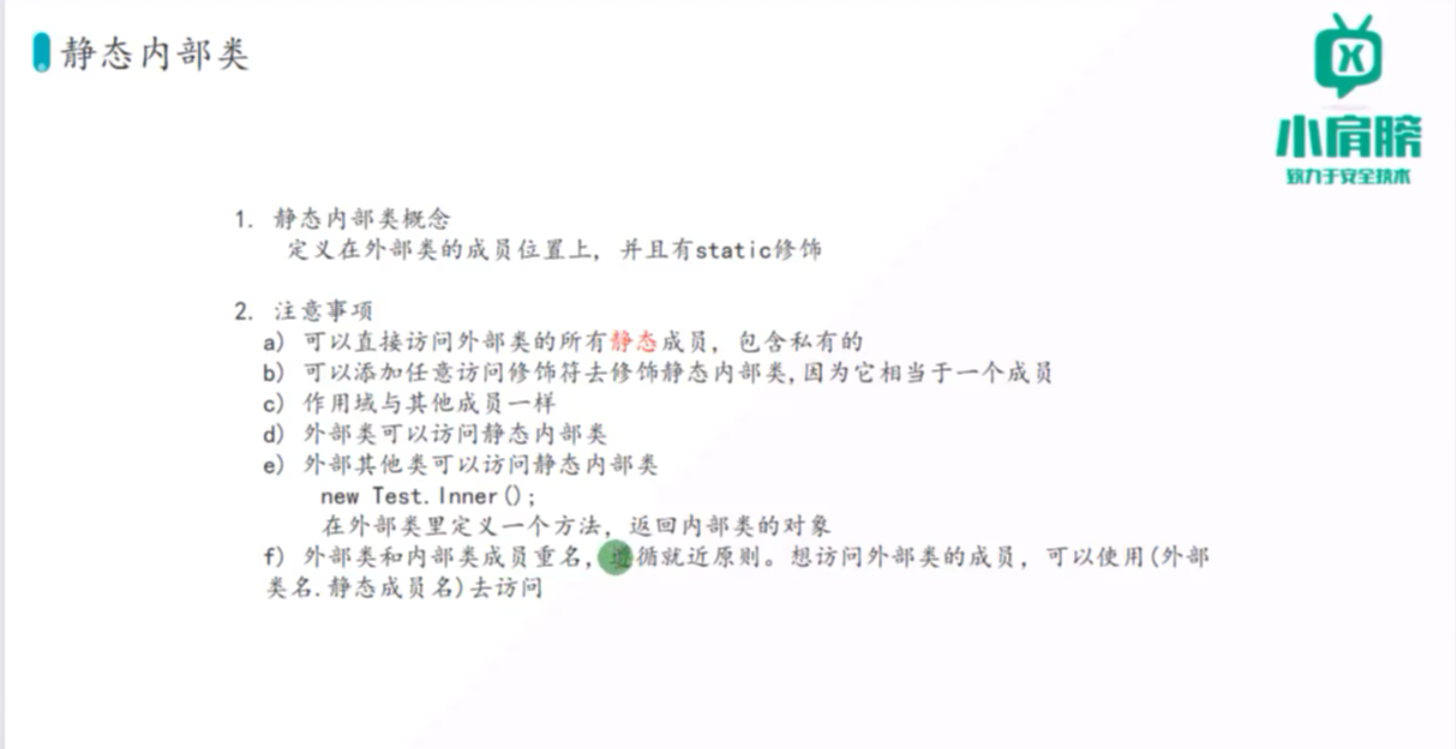 静态内部类
小肩膀
致力于安全技术
1. 静态内部类概念
定义在外部类的成员位置上, 并且有static修饰
2. 注意事项
a) 可以直接访问外部类的所有静态成员, 包含私有的
b) 可以添加任意访问修饰符去修饰静态内部类,因为它相当于一个成员
c) 作用域与其他成员一样
d) 外部类可以访问静态内部类
e) 外部其他类可以访问静态内部类
new Test.Inner();
在外部类里定义一个方法, 返回内部类的对象
f) 外部类和内部类成员重名, 遵循就近原则。想访问外部类的成员, 可以使用(外部
类名.静态成员名)去访问